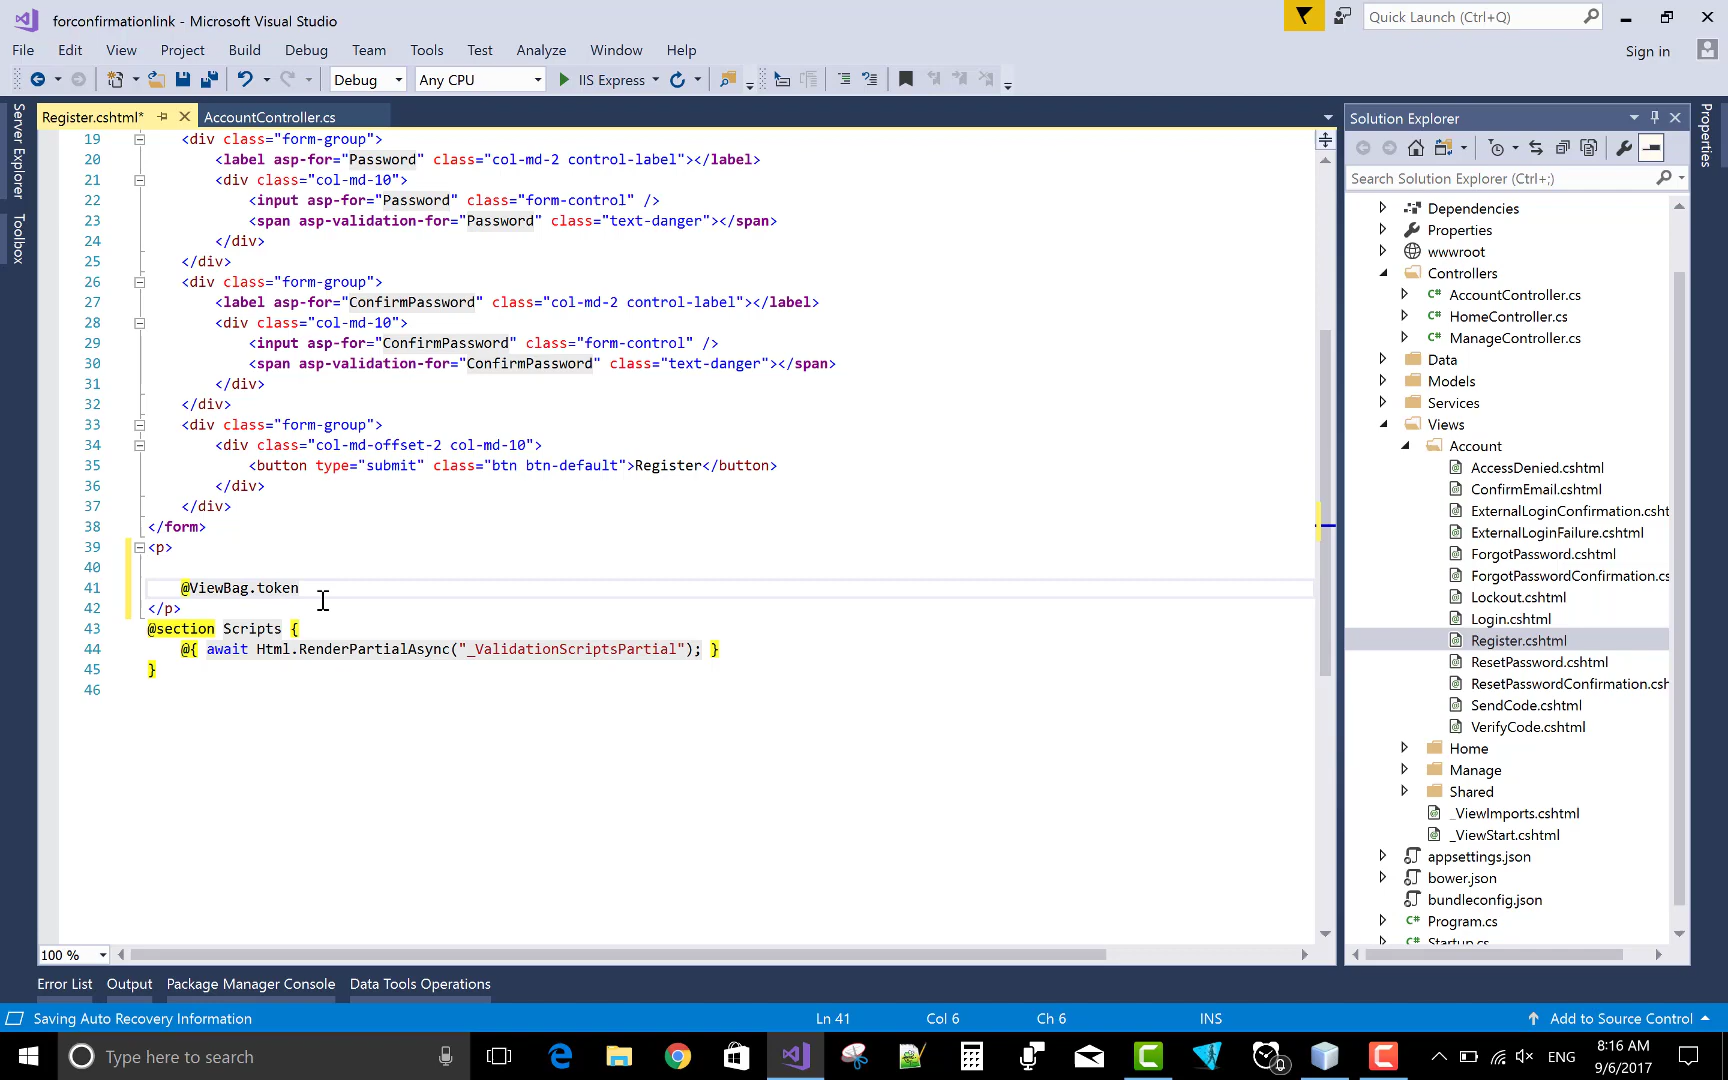 forconfirmationlink - Microsoft Visual Studio
Quick Launch (Ctrl+Q)
File Edit View Project Build Debug Team Tools Test Analyze Window Help
Sign in
Debug Any CPU IIS Express
Server Explorer
Toolbox
Register.cshtml* AccountController.cs
19 <div class="form-group">
20 <label asp-for="Password" class="col-md-2 control-label"></label>
21 <div class="col-md-10">
22 <input asp-for="Password" class="form-control" />
23 <span asp-validation-for="Password" class="text-danger"></span>
24 </div>
25 </div>
26 <div class="form-group">
27 <label asp-for="ConfirmPassword" class="col-md-2 control-label"></label>
28 <div class="col-md-10">
29 <input asp-for="ConfirmPassword" class="form-control" />
30 <span asp-validation-for="ConfirmPassword" class="text-danger"></span>
31 </div>
32 </div>
33 <div class="form-group">
34 <div class="col-md-offset-2 col-md-10">
35 <button type="submit" class="btn btn-default">Register</button>
36 </div>
37 </div>
38 </form>
39 <p>
40
41 @ViewBag.token
42 </p>
43 @section Scripts {
44 @{ await Html.RenderPartialAsync("_ValidationScriptsPartial"); }
45 }
46
100 %
Solution Explorer
Search Solution Explorer (Ctrl+;)
Dependencies
Properties
wwwroot
Controllers
C# AccountController.cs
C# HomeController.cs
C# ManageController.cs
Data
Models
Services
Views
Account
AccessDenied.cshtml
ConfirmEmail.cshtml
ExternalLoginConfirmation.csht
ExternalLoginFailure.cshtml
ForgotPassword.cshtml
ForgotPasswordConfirmation.cs
Lockout.cshtml
Login.cshtml
Register.cshtml
ResetPassword.cshtml
ResetPasswordConfirmation.csh
SendCode.cshtml
VerifyCode.cshtml
Home
Manage
Shared
_ViewImports.cshtml
_ViewStart.cshtml
appsettings.json
bower.json
bundleconfig.json
C# Program.cs
C# Startup.cs
Properties
Error List Output Package Manager Console Data Tools Operations
Saving Auto Recovery Information Ln 41 Col 6 Ch 6 INS Add to Source Control
Type here to search
ENG
8:16 AM
9/6/2017